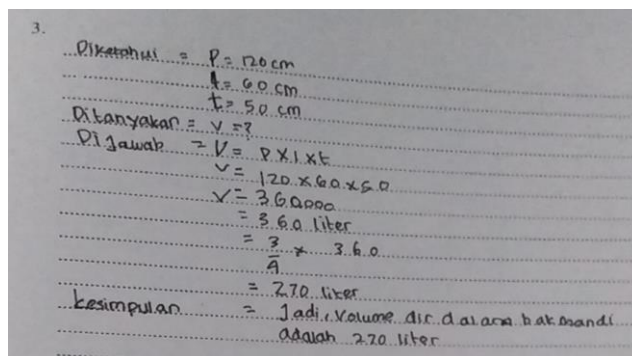 3.
Diketahui = P = 120 cm
l = 60 cm
t = 50 cm
Ditanyakan = V = ?
Dijawab = V = P x l x t
V = 120 x 60 x 50
V = 360000
= 360 liter
= 3/4 x 360
= 270 liter
kesimpulan = Jadi, volume air dalam bak mandi
adalah 270 liter